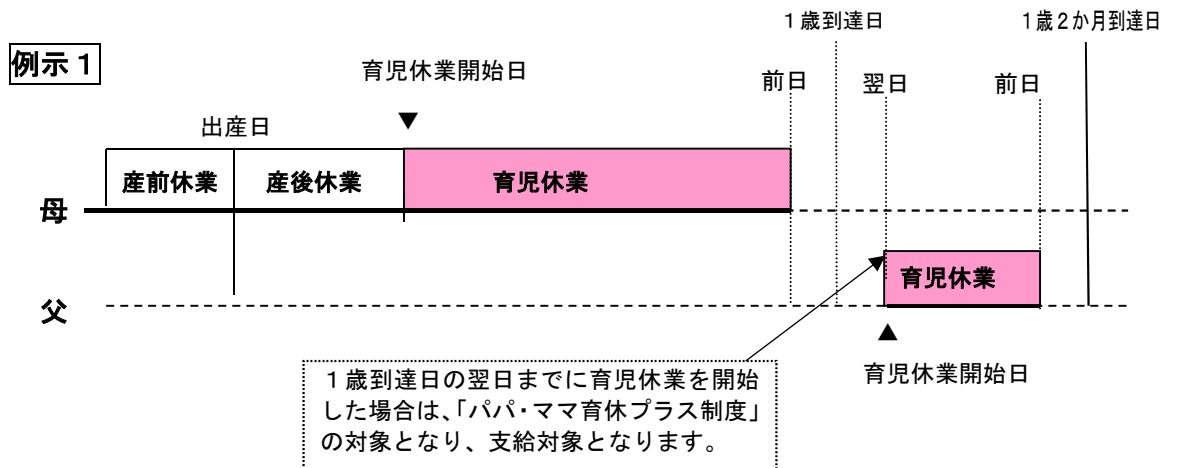 １歳到達日
１歳２か月到達日
例示１
育児休業開始日
前日
翌日
前日
出産日
▼
産前休業
産後休業
育児休業
母
育児休業
父
▲
育児休業開始日
１歳到達日の翌日までに育児休業を開始
した場合は、「パパ・ママ育休プラス制度」
の対象となり、支給対象となります。